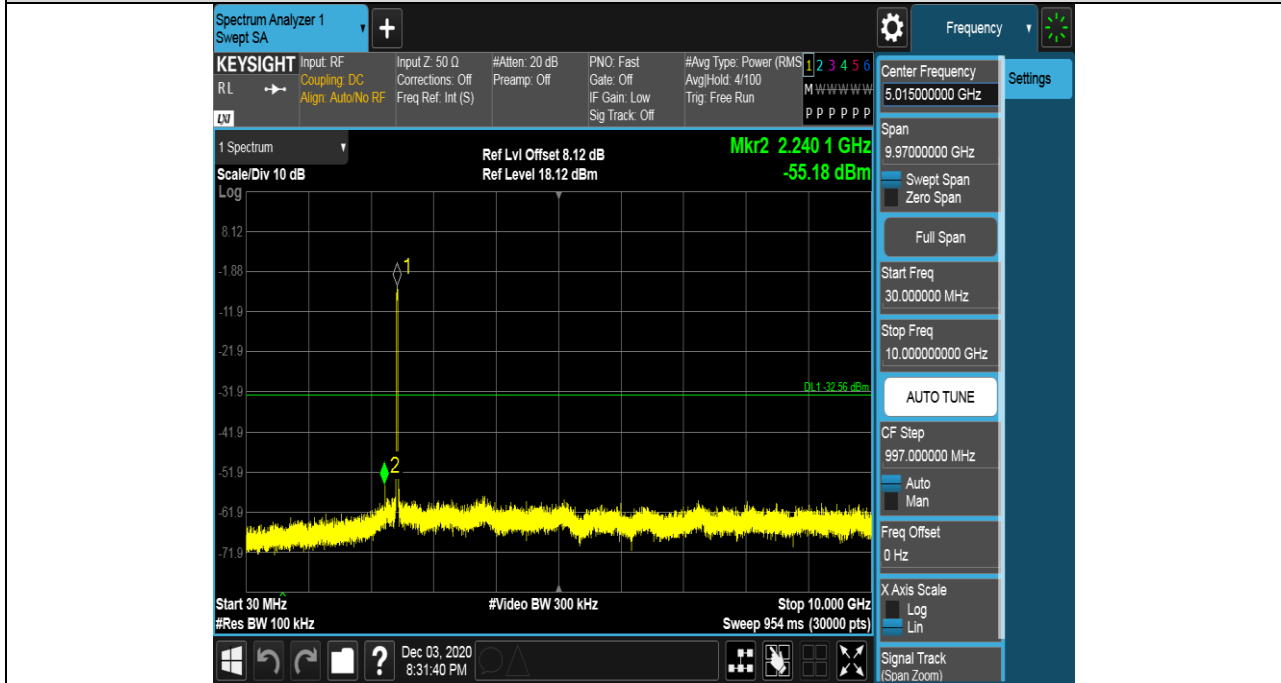 Spectrum Analyzer 1
Swept SA
+
Frequency
KEYSIGHT
RL
LXI
Input: RF
Coupling: DC
Align: Auto/No RF
Input Z: 50 Ω
Corrections: Off
Freq Ref: Int (S)
#Atten: 20 dB
Preamp: Off
PNO: Fast
Gate: Off
IF Gain: Low
Sig Track: Off
#Avg Type: Power (RMS
Avg|Hold: 4/100
Trig: Free Run
1 2 3 4 5 6
M W W W W W
P P P P P P
1 Spectrum
Scale/Div 10 dB
Ref Lvl Offset 8.12 dB
Ref Level 18.12 dBm
Mkr2 2.240 1 GHz
-55.18 dBm
Log
8.12
-1.88
-11.9
-21.9
-31.9
-41.9
-51.9
-61.9
-71.9
1
2
DL1 -32.56 dBm
Start 30 MHz
#Res BW 100 kHz
#Video BW 300 kHz
Stop 10.000 GHz
Sweep 954 ms (30000 pts)
Dec 03, 2020
8:31:40 PM
?
Center Frequency
5.015000000 GHz
Span
9.97000000 GHz
Swept Span
Zero Span
Full Span
Start Freq
30.000000 MHz
Stop Freq
10.000000000 GHz
AUTO TUNE
CF Step
997.000000 MHz
Auto
Man
Freq Offset
0 Hz
X Axis Scale
Log
Lin
Signal Track
(Span Zoom)
Settings